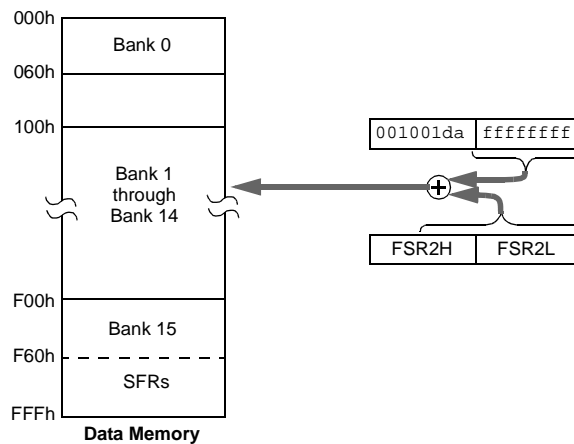 000h
Bank 0
060h
100h
001001da ffffffff
Bank 1
through
Bank 14
FSR2H FSR2L
F00h
Bank 15
F60h
SFRs
FFFh
Data Memory